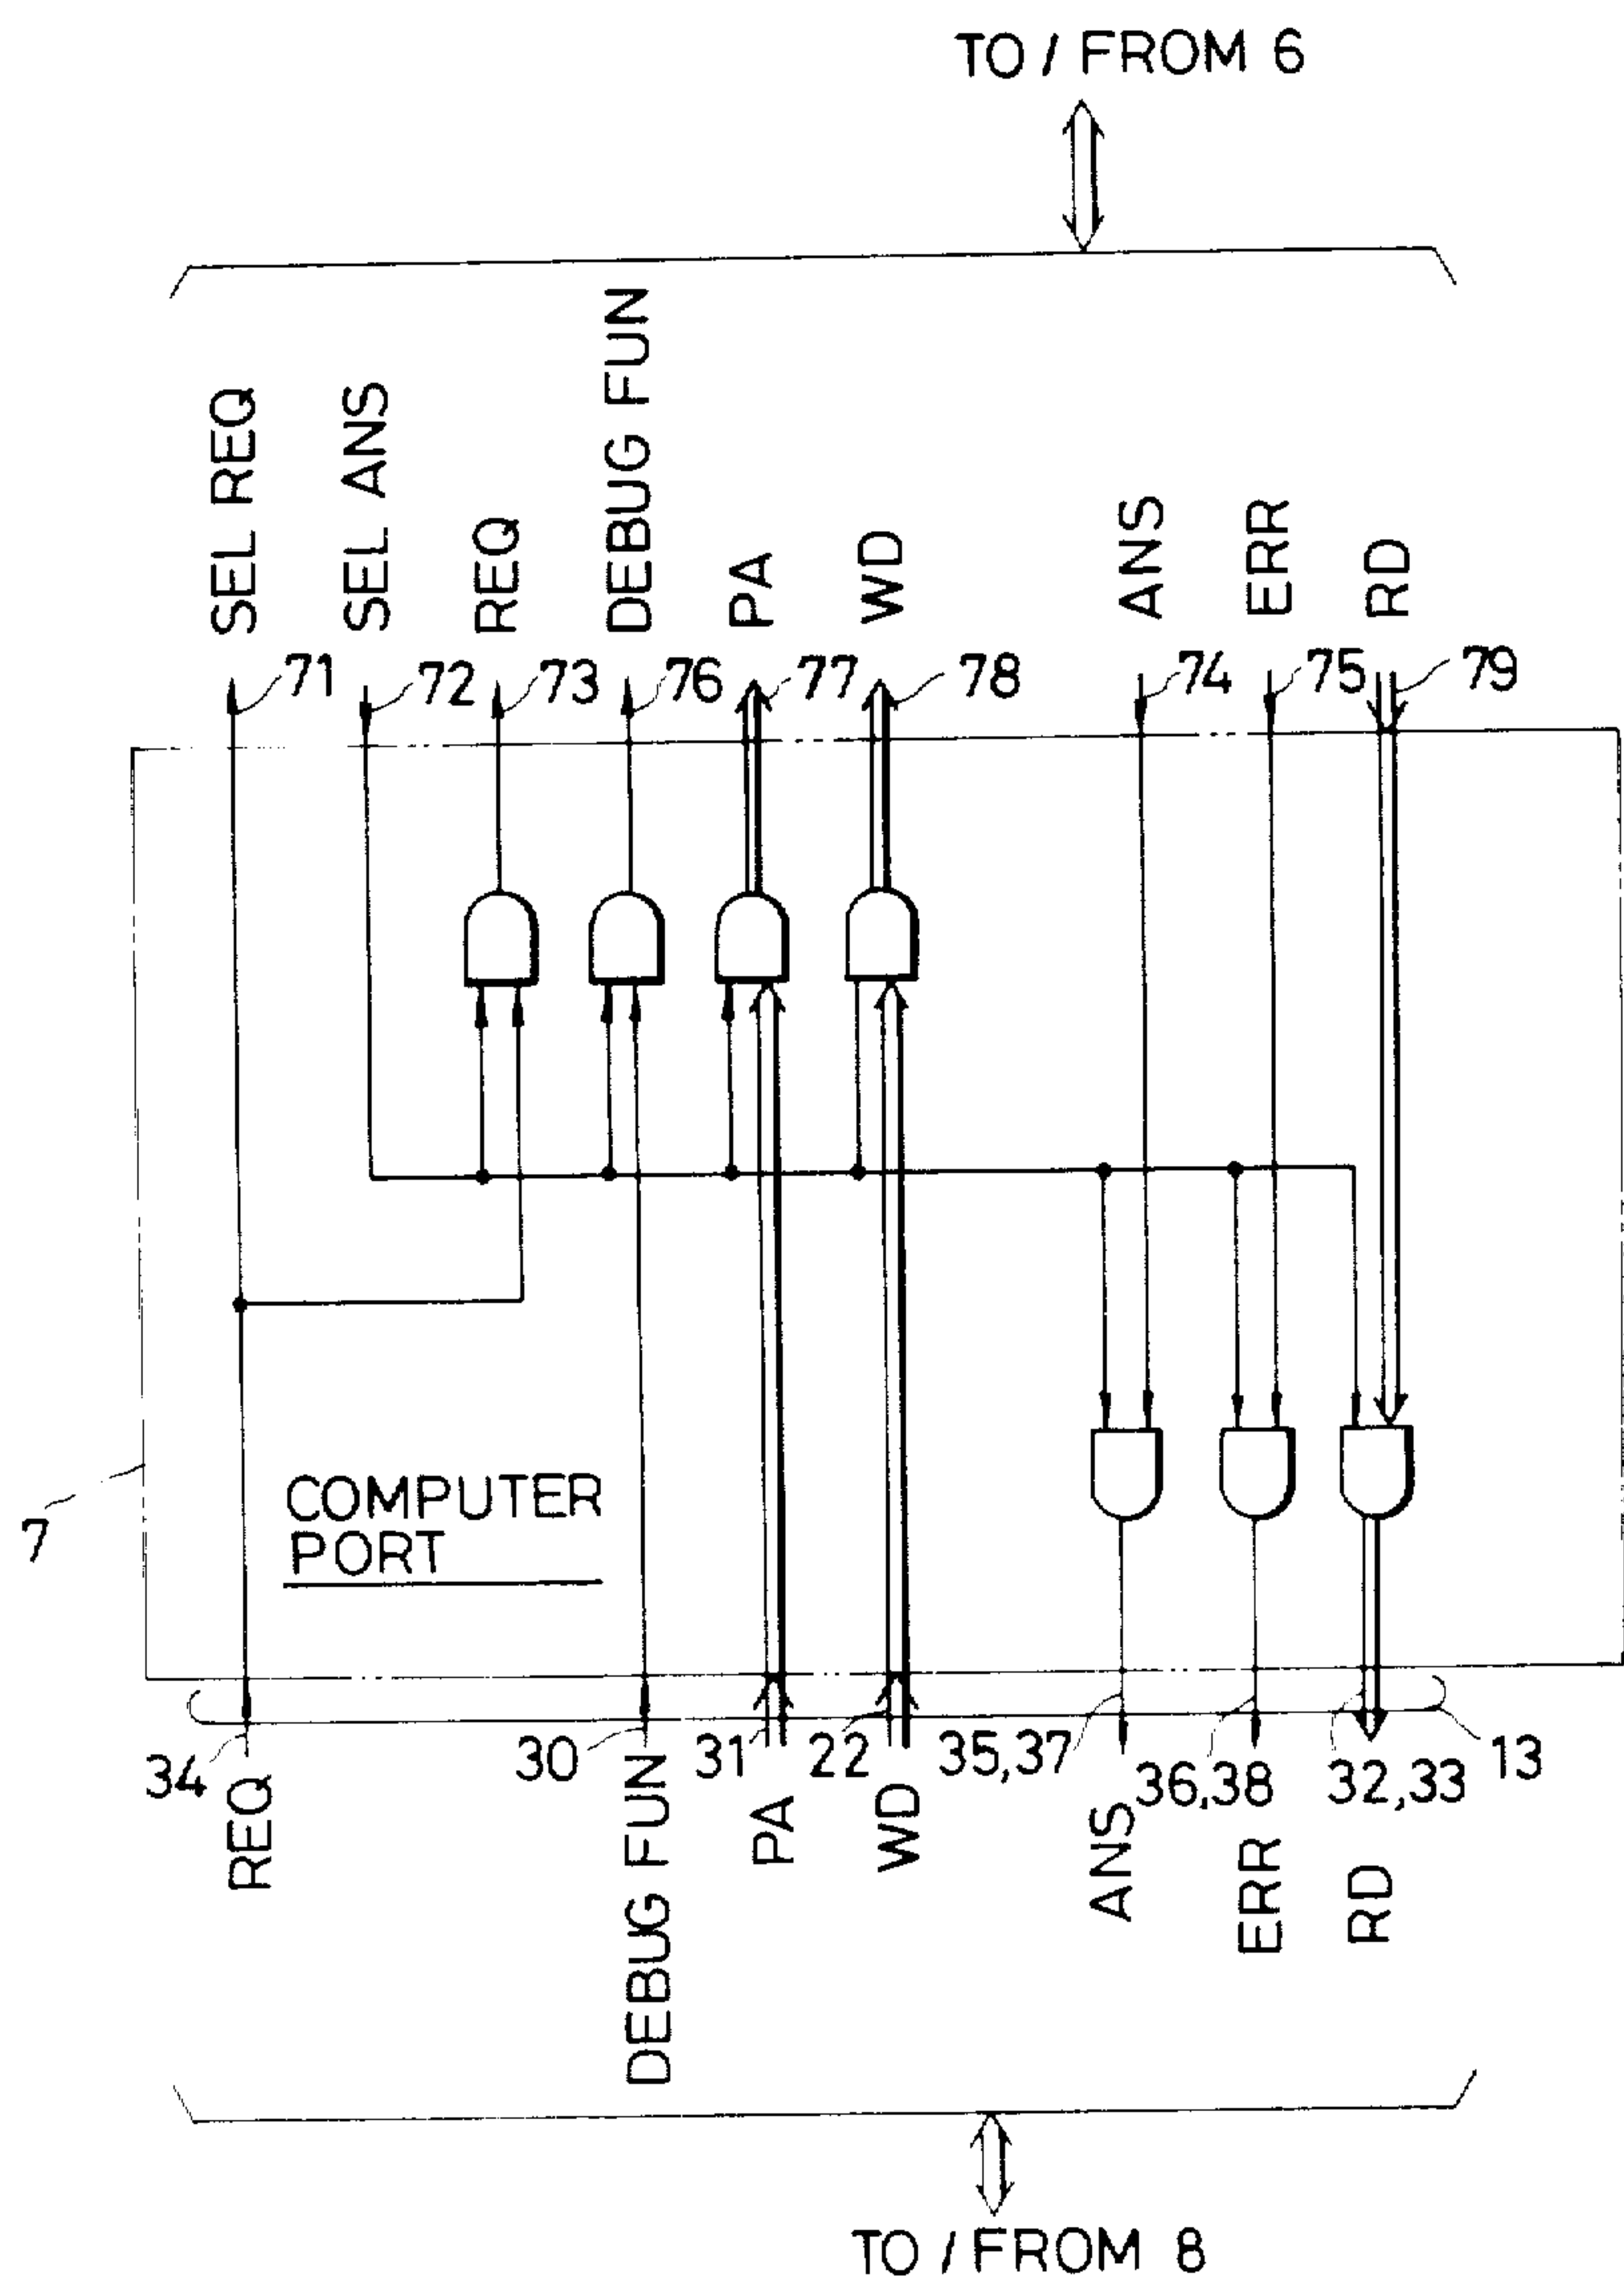 TO / FROM 6
SEL REQ
SEL ANS
REQ
DEBUG FUN
PA
WD
ANS
ERR
RD
71
72
73
76
77
78
74
75
79
7
COMPUTER
PORT
34
30
31
22
35,37
36,38
32,33
13
REQ
DEBUG FUN
PA
WD
ANS
ERR
RD
TO / FROM 8